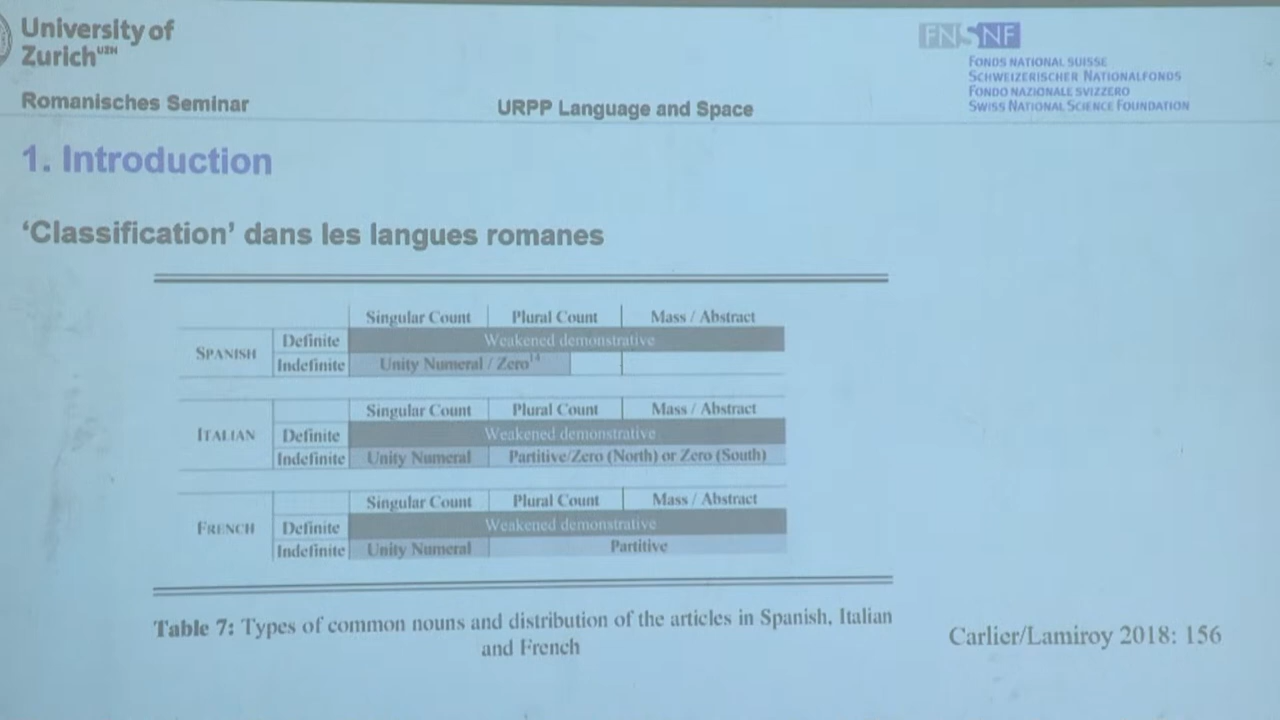 University of
Zurich UZH
FNSNF
FONDS NATIONAL SUISSE
SCHWEIZERISCHER NATIONALFONDS
FONDO NAZIONALE SVIZZERO
SWISS NATIONAL SCIENCE FOUNDATION
Romanisches Seminar
URPP Language and Space
1. Introduction
‘Classification’ dans les langues romanes
Singular Count Plural Count Mass / Abstract
SPANISH
Definite Weakened demonstrative
Indefinite Unity Numeral / Zero14
Singular Count Plural Count Mass / Abstract
ITALIAN
Definite Weakened demonstrative
Indefinite Unity Numeral Partitive/Zero (North) or Zero (South)
Singular Count Plural Count Mass / Abstract
FRENCH
Definite Weakened demonstrative
Indefinite Unity Numeral Partitive
Table 7: Types of common nouns and distribution of the articles in Spanish, Italian
and French
Carlier/Lamiroy 2018: 156